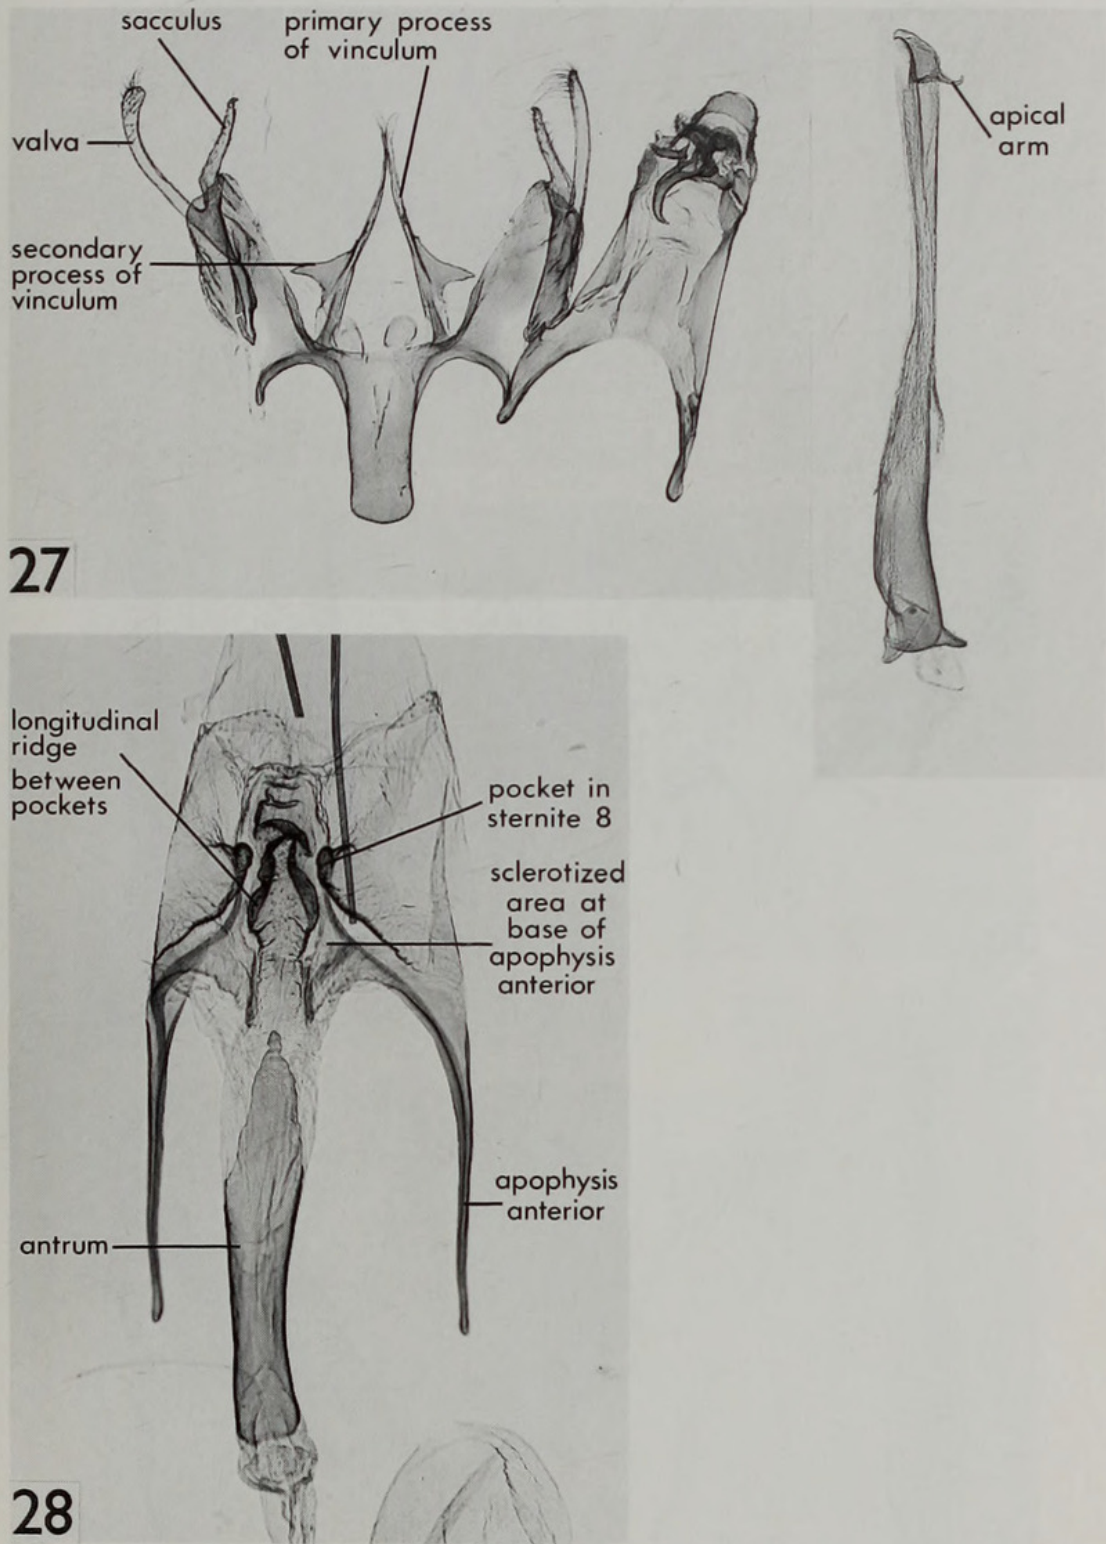 sacculus
primary process
of vinculum
valva
apical
arm
secondary
process of
vinculum
27
longitudinal
ridge
between
pockets
pocket in
sternite 8
sclerotized
area at
base of
apophysis
anterior
apophysis
anterior
antrum
28